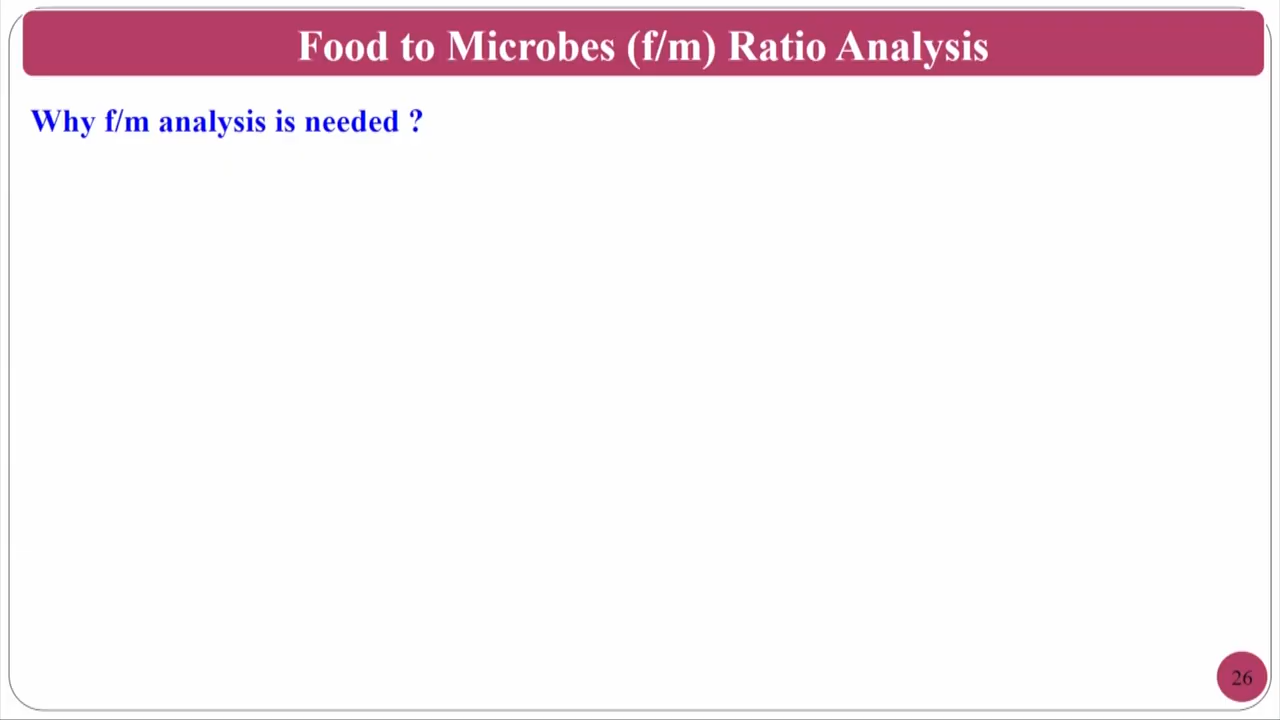 Food to Microbes (f/m) Ratio Analysis
Why f/m analysis is needed ?
26